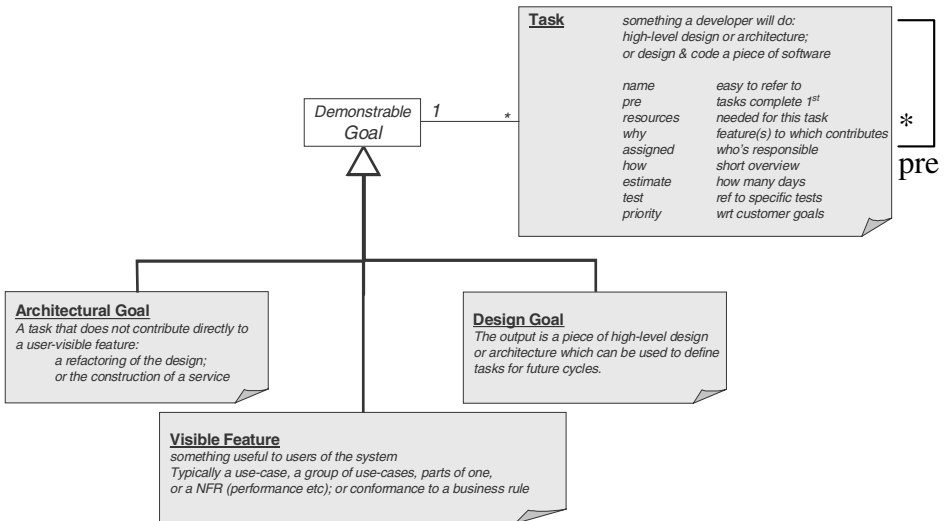 Task something a developer will do:
high-level design or architecture;
or design & code a piece of software
name easy to refer to
pre tasks complete 1st
resources needed for this task
why feature(s) to which contributes
assigned who's responsible
how short overview
estimate how many days
test ref to specific tests
priority wrt customer goals
*
pre
Demonstrable
Goal
1
*
Architectural Goal
A task that does not contribute directly to
a user-visible feature:
a refactoring of the design;
or the construction of a service
Design Goal
The output is a piece of high-level design
or architecture which can be used to define
tasks for future cycles.
Visible Feature
something useful to users of the system
Typically a use-case, a group of use-cases, parts of one,
or a NFR (performance etc); or conformance to a business rule